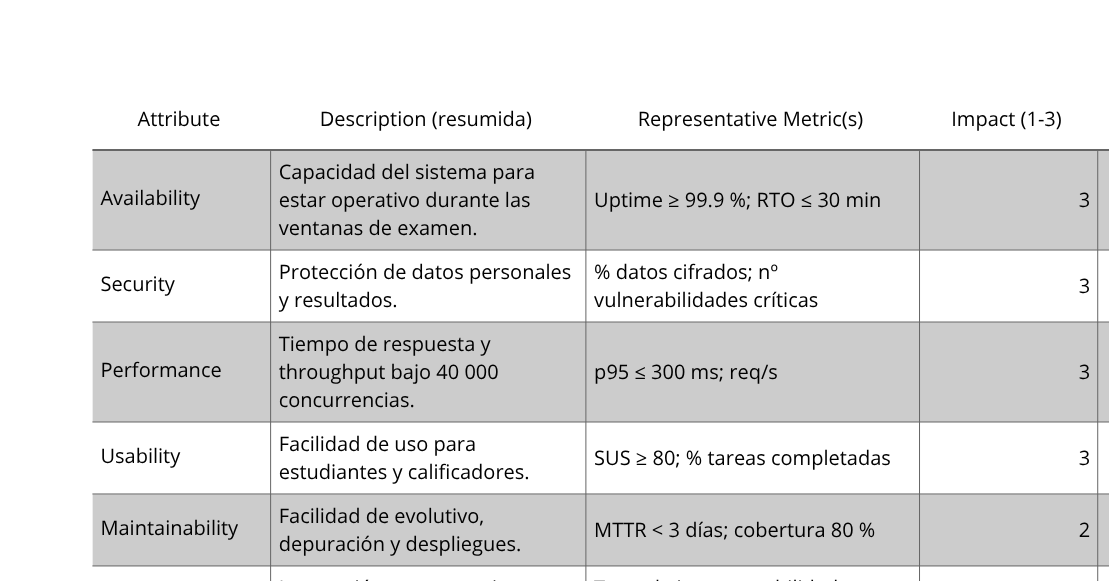 Attribute Description (resumida) Representative Metric(s) Impact (1-3)
Availability
Capacidad del sistema para
estar operativo durante las
ventanas de examen.
Uptime ≥ 99.9 %; RTO ≤ 30 min
3
Security
Protección de datos personales
y resultados.
% datos cifrados; nº
vulnerabilidades críticas
3
Performance
Tiempo de respuesta y
throughput bajo 40 000
concurrencias.
p95 ≤ 300 ms; req/s
3
Usability
Facilidad de uso para
estudiantes y calificadores.
SUS ≥ 80; % tareas completadas
3
Maintainability
Facilidad de evolutivo,
depuración y despliegues.
MTTR < 3 días; cobertura 80 %
2